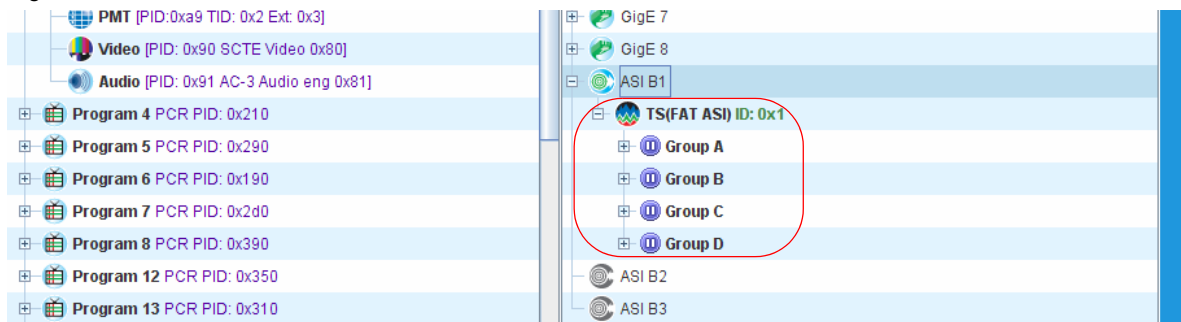 PMT [PID:0xa9 TID: 0x2 Ext: 0x3]
Video [PID: 0x90 SCTE Video 0x80]
Audio [PID: 0x91 AC-3 Audio eng 0x81]
Program 4 PCR PID: 0x210
Program 5 PCR PID: 0x290
Program 6 PCR PID: 0x190
Program 7 PCR PID: 0x2d0
Program 8 PCR PID: 0x390
Program 12 PCR PID: 0x350
Program 13 PCR PID: 0x310
GigE 7
GigE 8
ASI B1
TS(FAT ASI) ID: 0x1
Group A
Group B
Group C
Group D
ASI B2
ASI B3